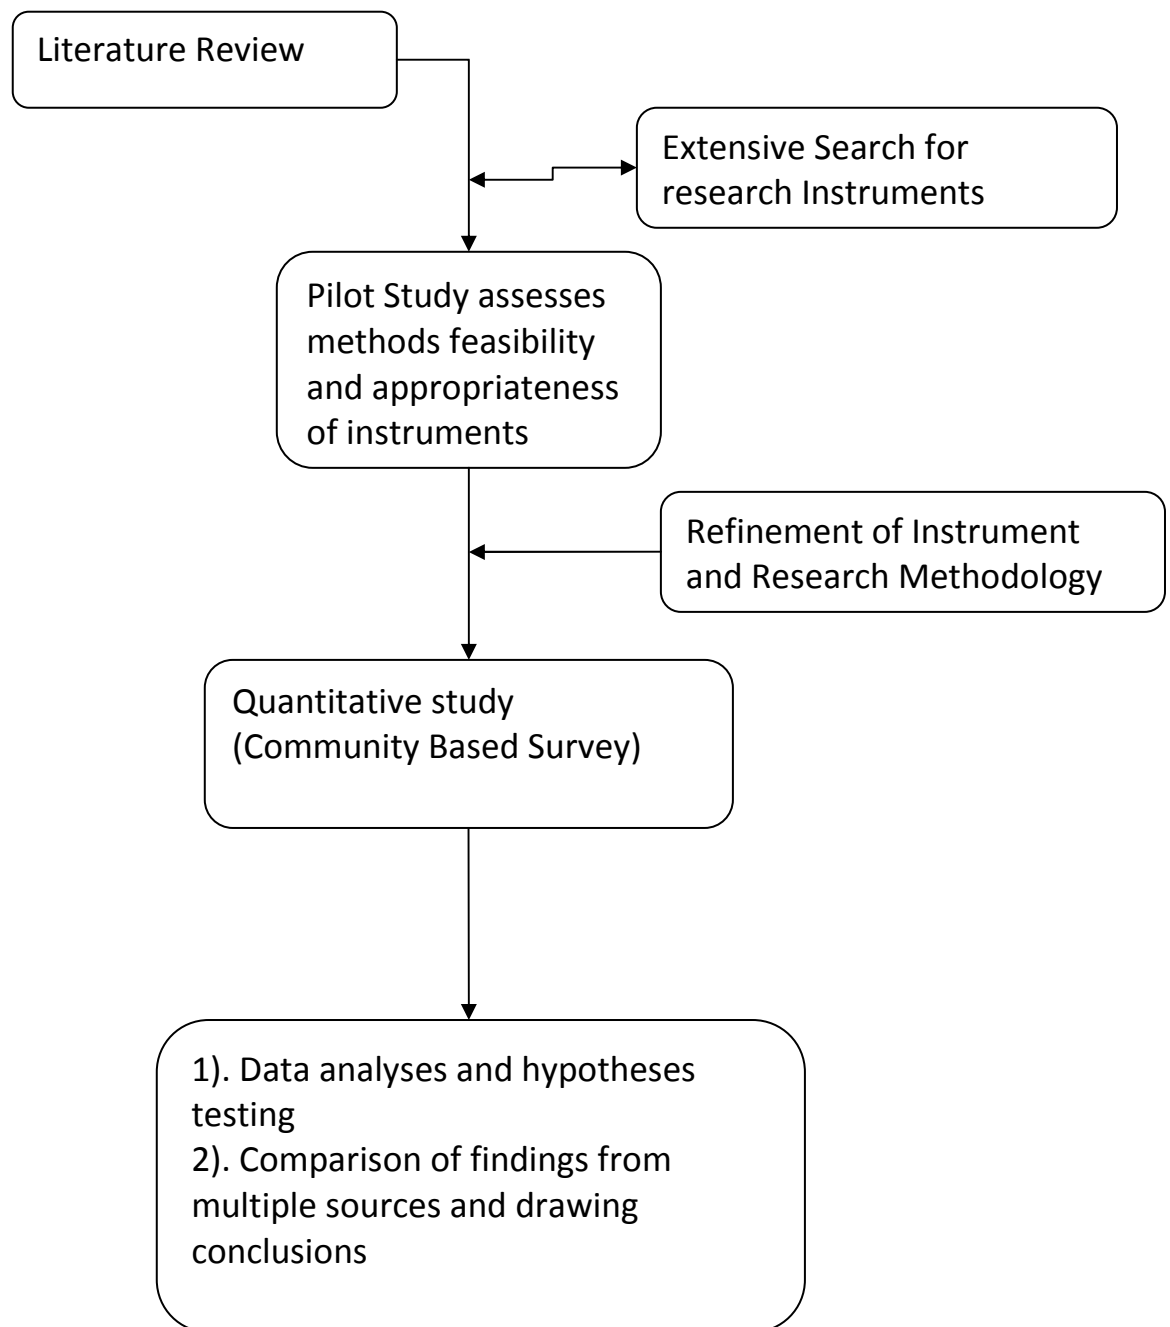 Literature Review
Extensive Search for
research Instruments
Pilot Study assesses
methods feasibility
and appropriateness
of instruments
Refinement of Instrument
and Research Methodology
Quantitative study
(Community Based Survey)
1). Data analyses and hypotheses
testing
2). Comparison of findings from
multiple sources and drawing
conclusions